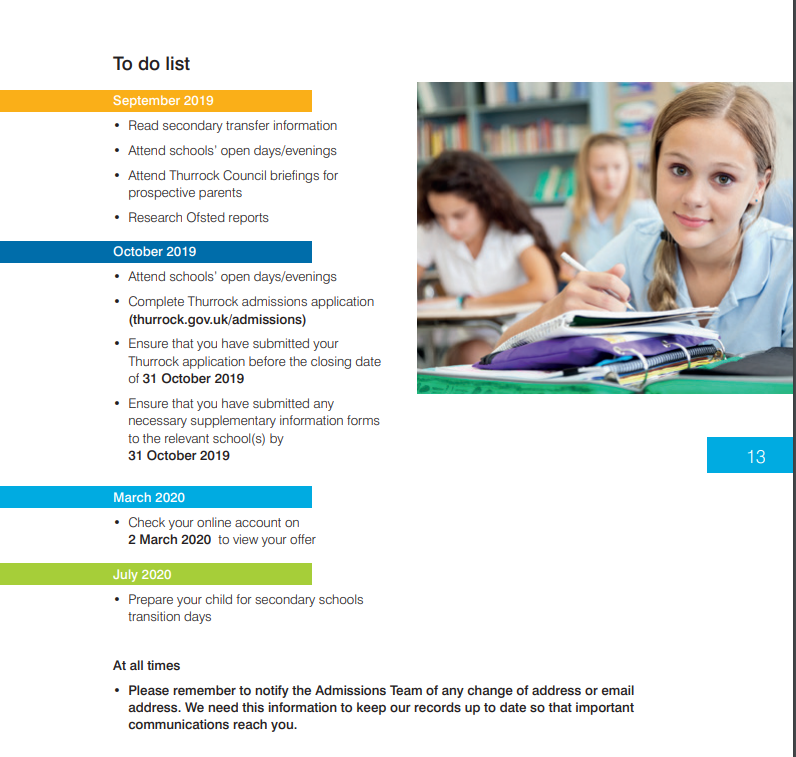 To do list
September 2019
• Read secondary transfer information
• Attend schools' open days/evenings
• Attend Thurrock Council briefings for
prospective parents
• Research Ofsted reports
October 2019
• Attend schools' open days/evenings
• Complete Thurrock admissions application
(thurrock.gov.uk/admissions)
• Ensure that you have submitted your
Thurrock application before the closing date
of 31 October 2019
• Ensure that you have submitted any
necessary supplementary information forms
to the relevant school(s) by
31 October 2019
13
March 2020
• Check your online account on
2 March 2020 to view your offer
July 2020
• Prepare your child for secondary schools
transition days
At all times
• Please remember to notify the Admissions Team of any change of address or email
address. We need this information to keep our records up to date so that important
communications reach you.